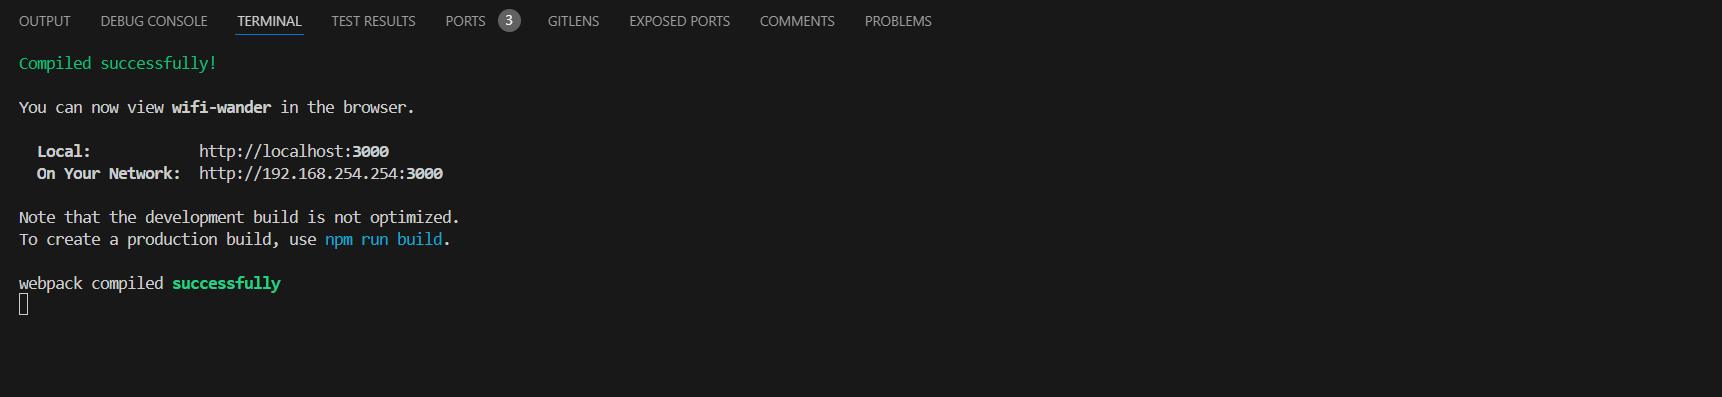 OUTPUT DEBUG CONSOLE TERMINAL TEST RESULTS PORTS 3 GITLENS EXPOSED PORTS COMMENTS PROBLEMS
Compiled successfully!
You can now view wifi-wander in the browser.
Local: http://localhost:3000
On Your Network: http://192.168.254.254:3000
Note that the development build is not optimized.
To create a production build, use npm run build.
webpack compiled successfully